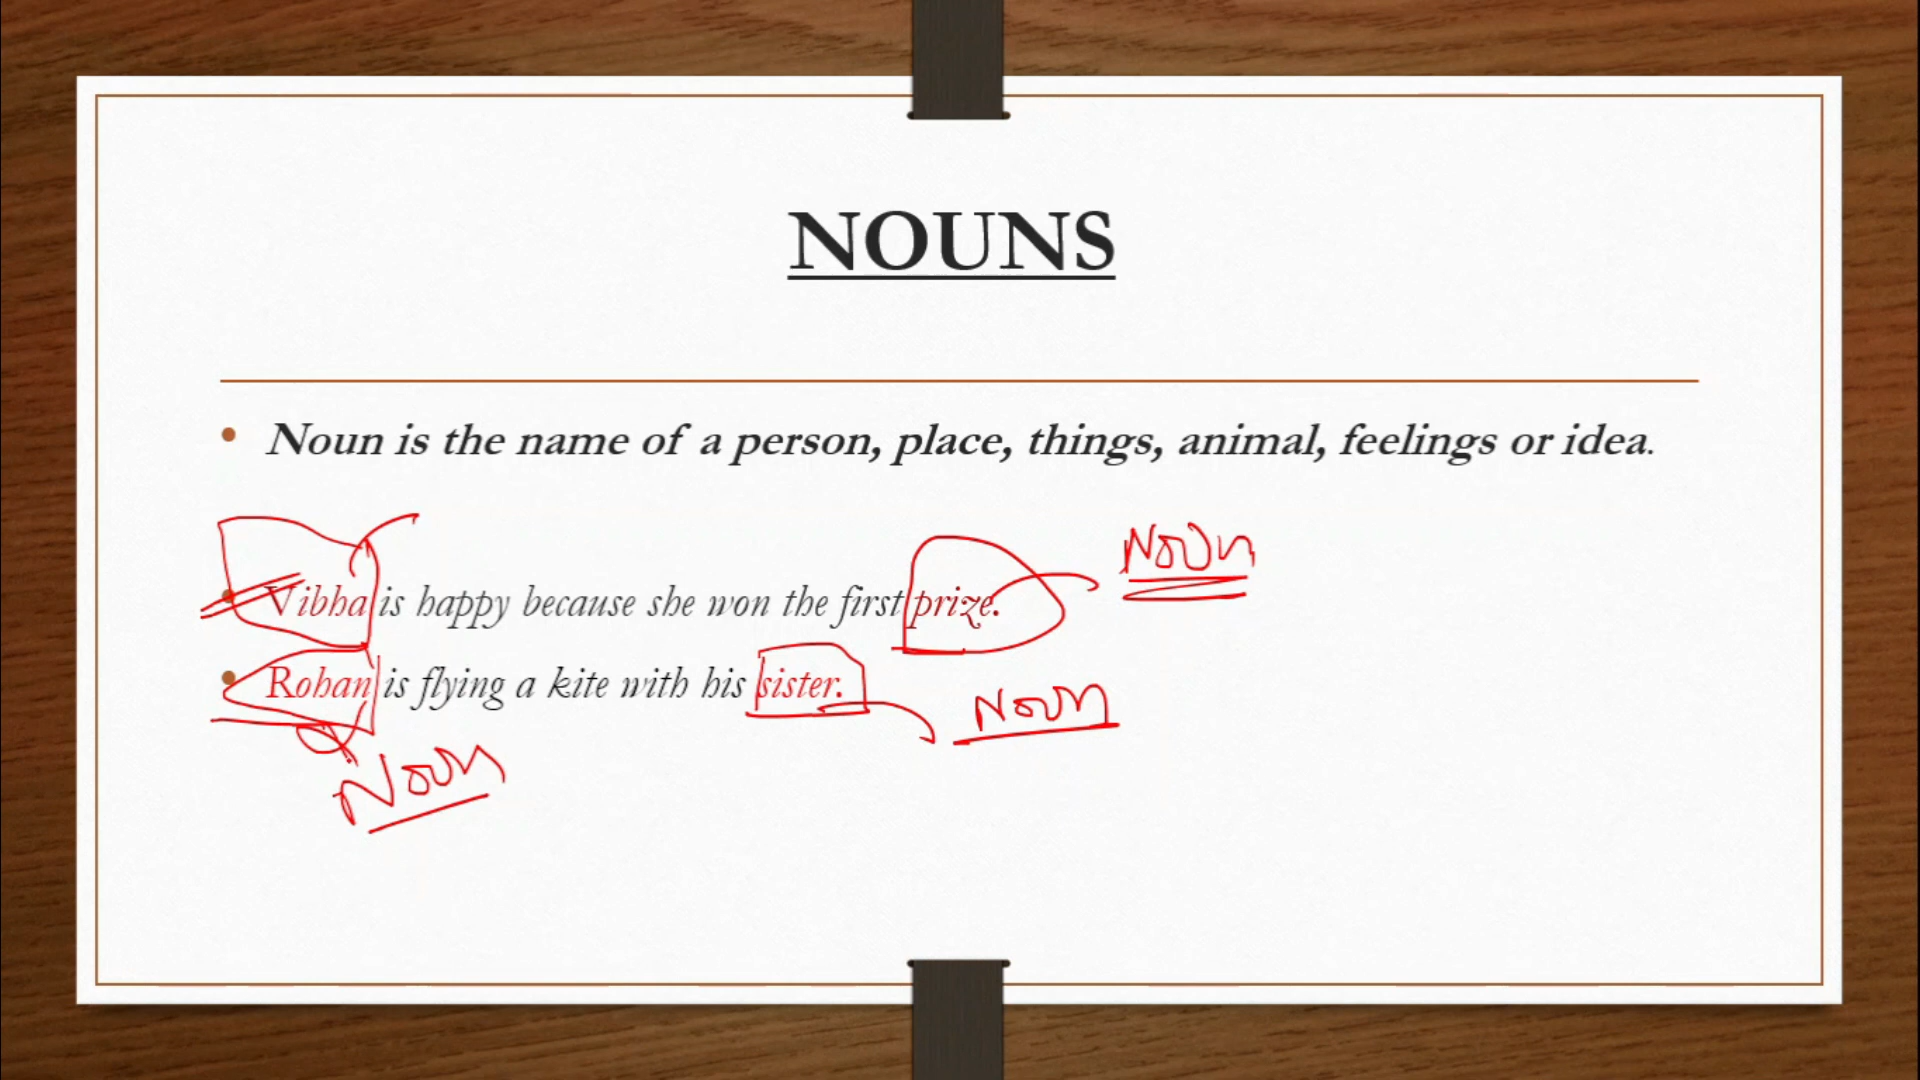 NOUNS
• Noun is the name of a person, place, things, animal, feelings or idea.
Noun
• Vibha is happy because she won the first prize.
• Rohan is flying a kite with his sister.
Noun
Noun